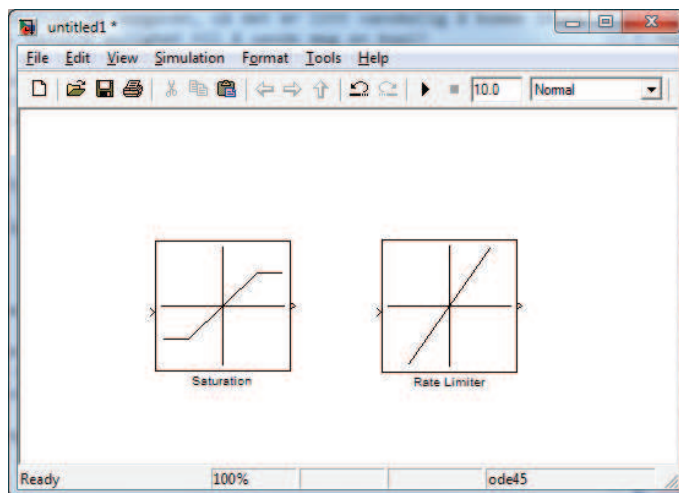 untitled1 *
File Edit View Simulation Format Tools Help
10.0 Normal
Saturation
Rate Limiter
Ready 100% ode45